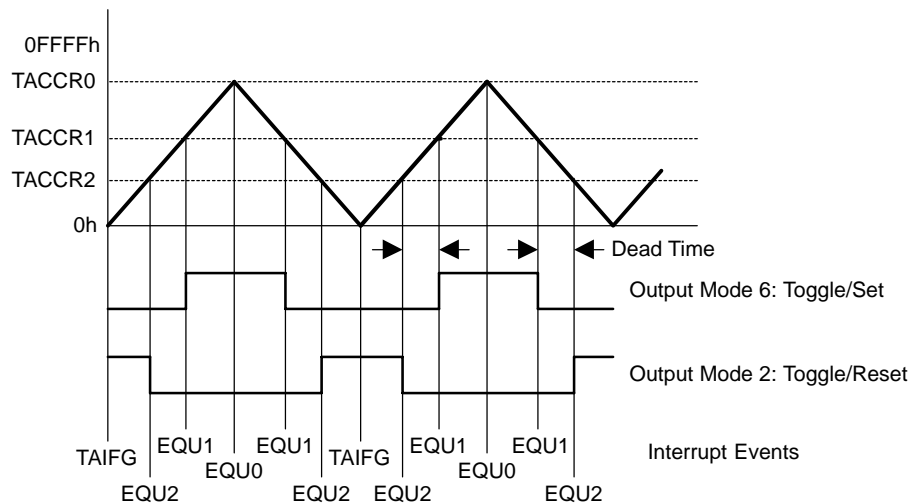 0FFFFh
TACCR0
TACCR1
TACCR2
0h
Dead Time
Output Mode 6: Toggle/Set
Output Mode 2: Toggle/Reset
TAIFG EQU1 EQU1 TAIFG EQU1 EQU1 Interrupt Events
EQU0 EQU0
EQU2 EQU2 EQU2 EQU2